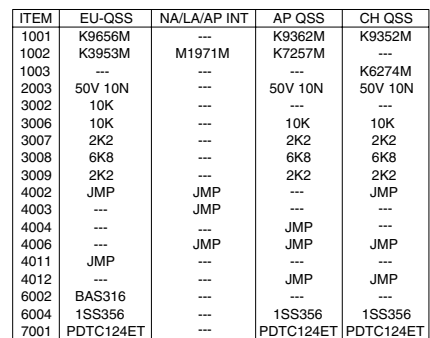 ITEM EU-QSS NA/LA/AP INT AP QSS CH QSS
1001 K9656M --- K9362M K9352M
1002 K3953M M1971M K7257M ---
1003 --- --- --- K6274M
2003 50V 10N --- 50V 10N 50V 10N
3002 10K --- --- ---
3006 10K --- 10K 10K
3007 2K2 --- 2K2 2K2
3008 6K8 --- 6K8 6K8
3009 2K2 --- 2K2 2K2
4002 JMP JMP --- JMP
4003 --- JMP --- ---
4004 --- --- JMP ---
4006 --- JMP JMP JMP
4011 JMP --- --- ---
4012 --- --- JMP JMP
6002 BAS316 --- --- ---
6004 1SS356 --- 1SS356 1SS356
7001 PDTC124ET --- PDTC124ET PDTC124ET